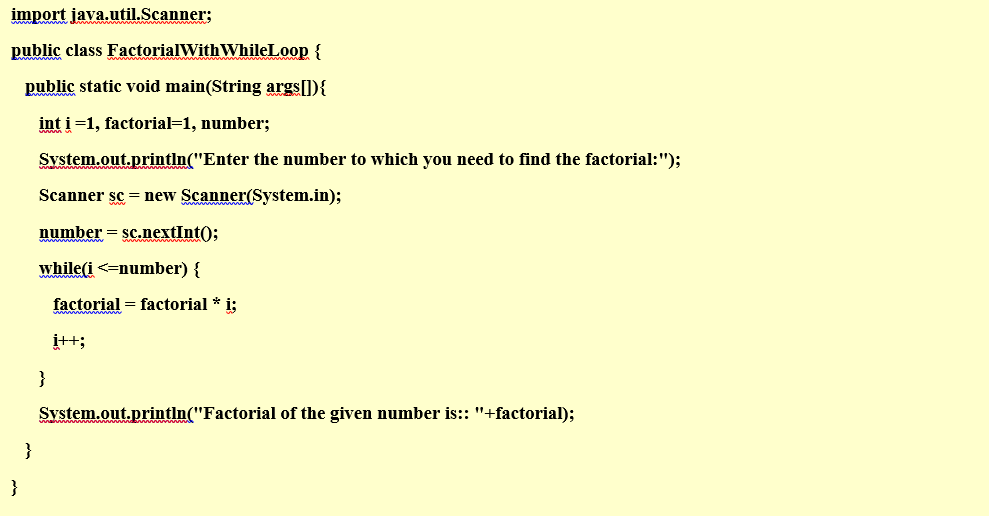 import java.util.Scanner;
public class FactorialWithWhileLoop {
public static void main(String args[]){
int i =1, factorial=1, number;
System.out.println("Enter the number to which you need to find the factorial:");
Scanner sc = new Scanner(System.in);
number = sc.nextInt();
while(i <=number) {
factorial = factorial * i;
i++;
}
System.out.println("Factorial of the given number is:: "+factorial);
}
}